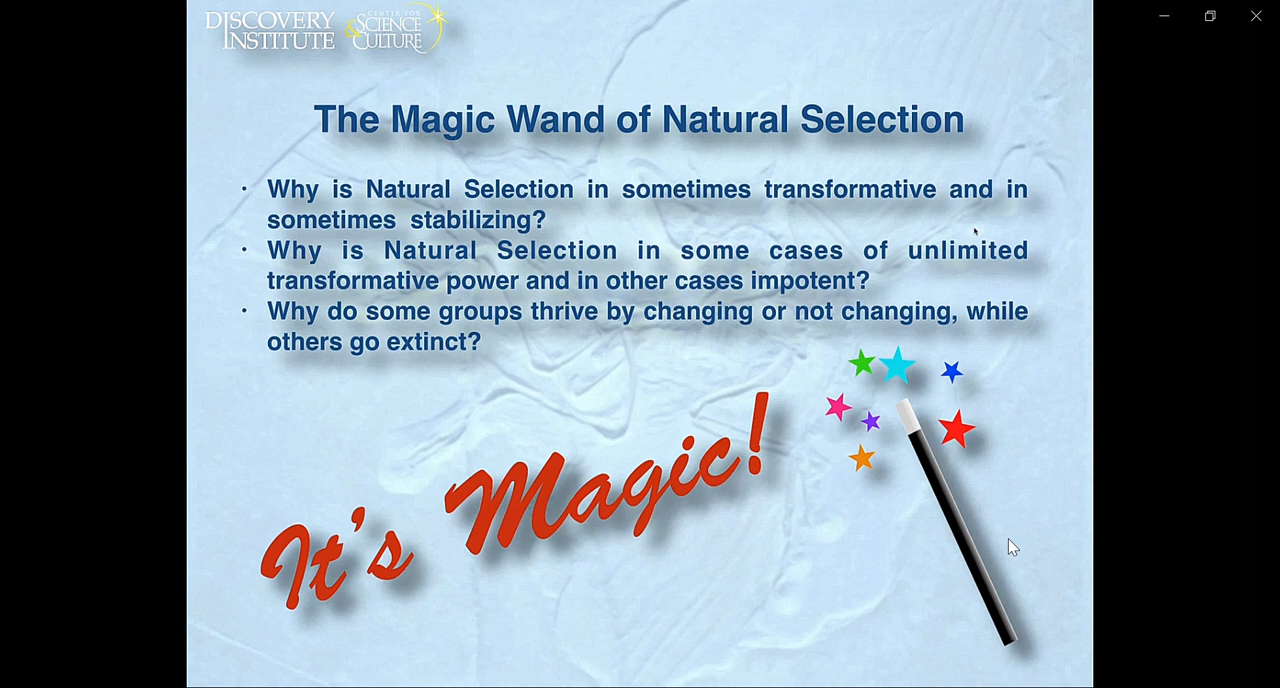 DISCOVERY
INSTITUTE
CENTER FOR
SCIENCE
& CULTURE
The Magic Wand of Natural Selection
· Why is Natural Selection in sometimes transformative and in
sometimes stabilizing?
· Why is Natural Selection in some cases of unlimited
transformative power and in other cases impotent?
· Why do some groups thrive by changing or not changing, while
others go extinct?
It's Magic!